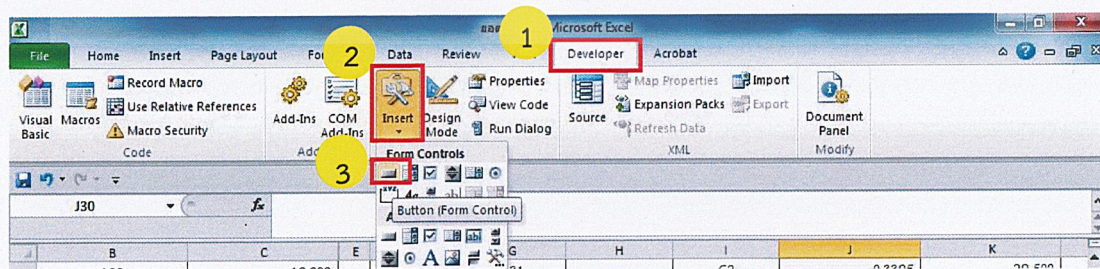 1
Microsoft Excel
File Home Insert Page Layout 2 Data Review Developer Acrobat
Record Macro
Use Relative References
Macro Security
Visual Basic
Macros
Code
Add-Ins
COM Add-Ins
Insert
Design Mode
Properties
View Code
Run Dialog
Source
Map Properties
Expansion Packs
Refresh Data
Import
Export
XML
Document Panel
Modify
3
Form Controls
J30
fx
Button (Form Control)
B C E G H I J K